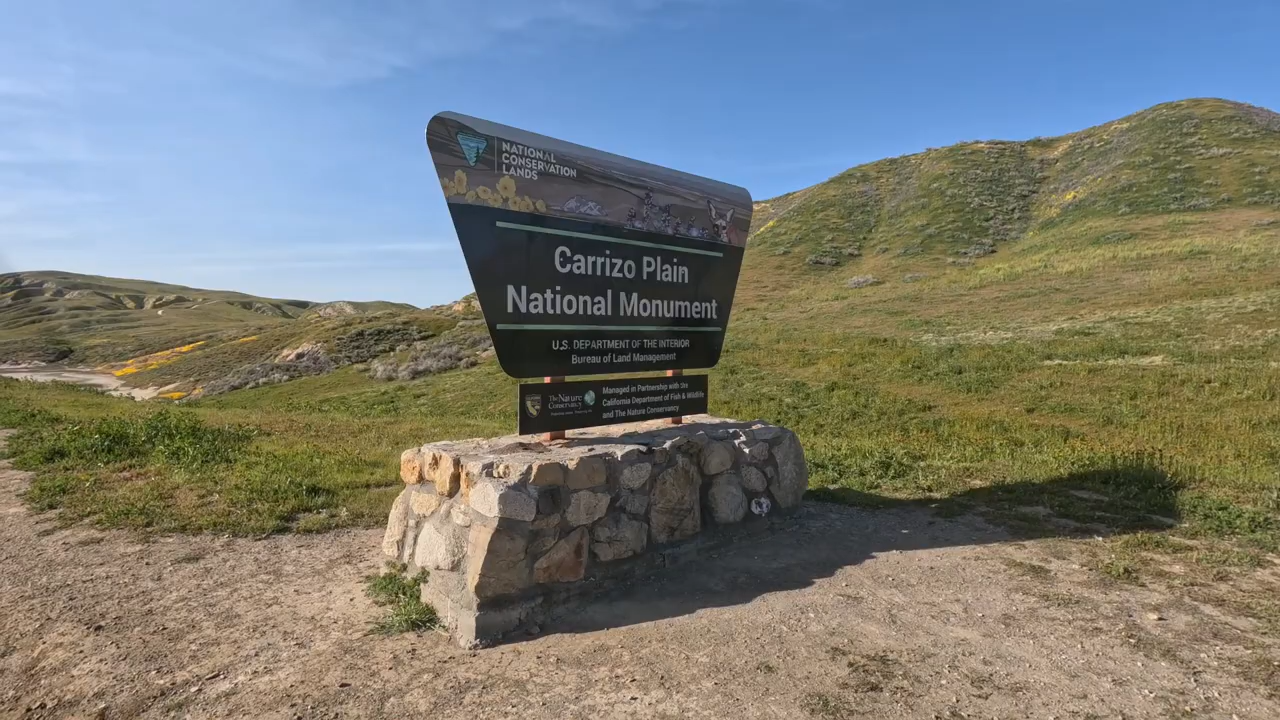 NATIONAL
CONSERVATION
LANDS
Carrizo Plain
National Monument
U.S. DEPARTMENT OF THE INTERIOR
Bureau of Land Management
The Nature
Conservancy
Managed in Partnership with the
California Department of Fish & Wildlife
and The Nature Conservancy